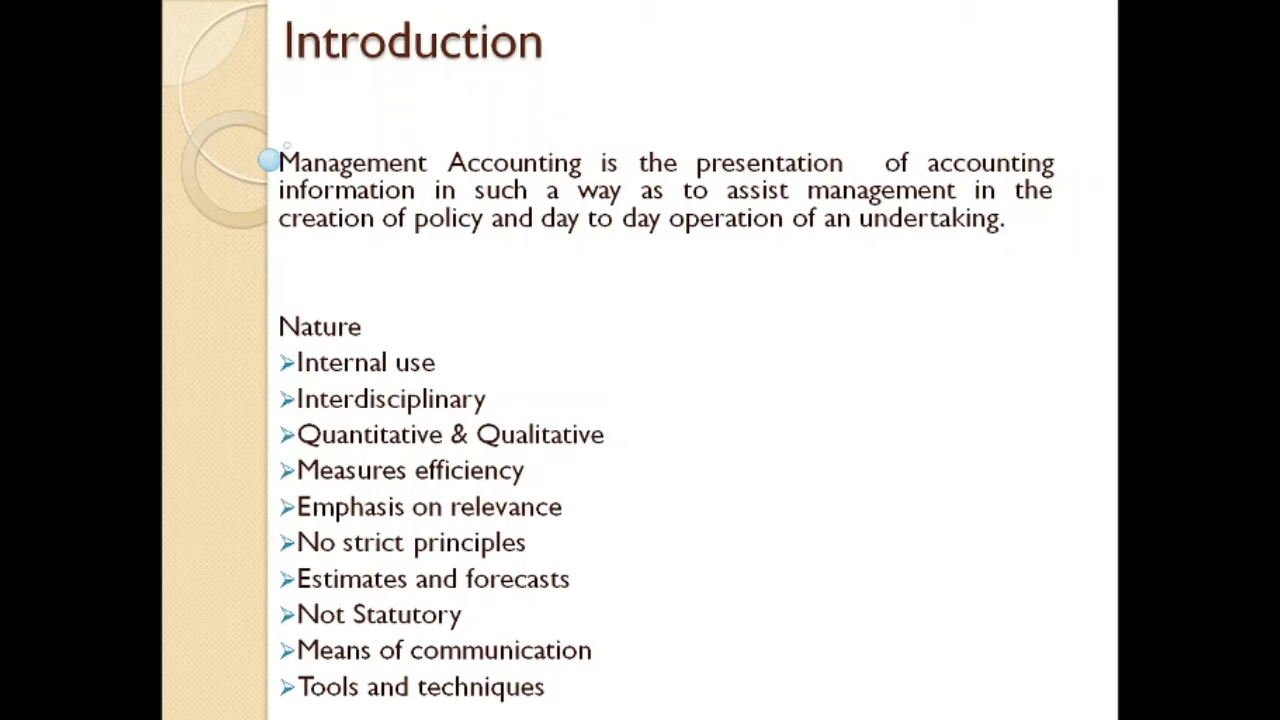 Introduction
Management Accounting is the presentation of accounting
information in such a way as to assist management in the
creation of policy and day to day operation of an undertaking.
Nature
➢Internal use
➢Interdisciplinary
➢Quantitative & Qualitative
➢Measures efficiency
➢Emphasis on relevance
➢No strict principles
➢Estimates and forecasts
➢Not Statutory
➢Means of communication
➢Tools and techniques